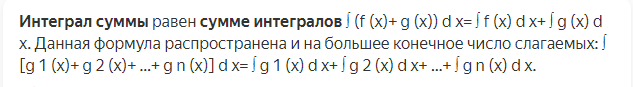 Интеграл суммы равен сумме интегралов ∫ (f (x)+ g (x)) d x= ∫ f (x) d x+ ∫ g (x) d
x. Данная формула распространена и на большее конечное число слагаемых: ∫
[g 1 (x)+ g 2 (x)+ ...+ g n (x)] d x= ∫ g 1 (x) d x+ ∫ g 2 (x) d x+ ...+ ∫ g n (x) d x.